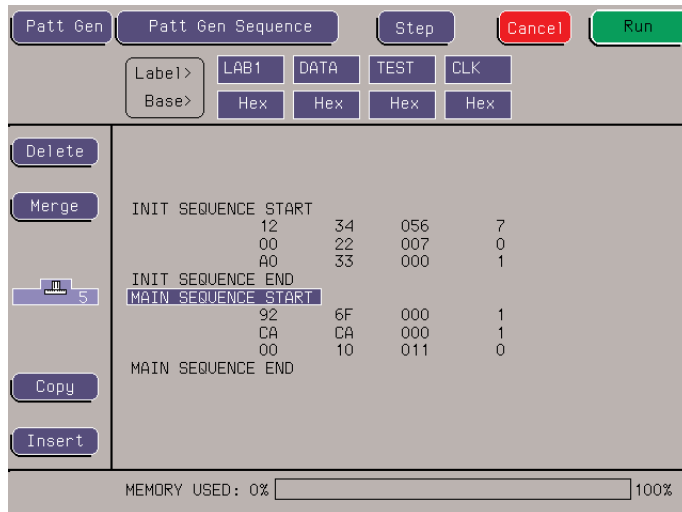 Patt Gen Patt Gen Sequence Step Cancel Run
Label> LAB1 DATA TEST CLK
Base> Hex Hex Hex Hex
Delete
Merge
INIT SEQUENCE START
12 34 056 7
00 22 007 0
A0 33 000 1
INIT SEQUENCE END
5 MAIN SEQUENCE START
92 6F 000 1
CA CA 000 1
00 10 011 0
MAIN SEQUENCE END
Copy
Insert
MEMORY USED: 0% 100%